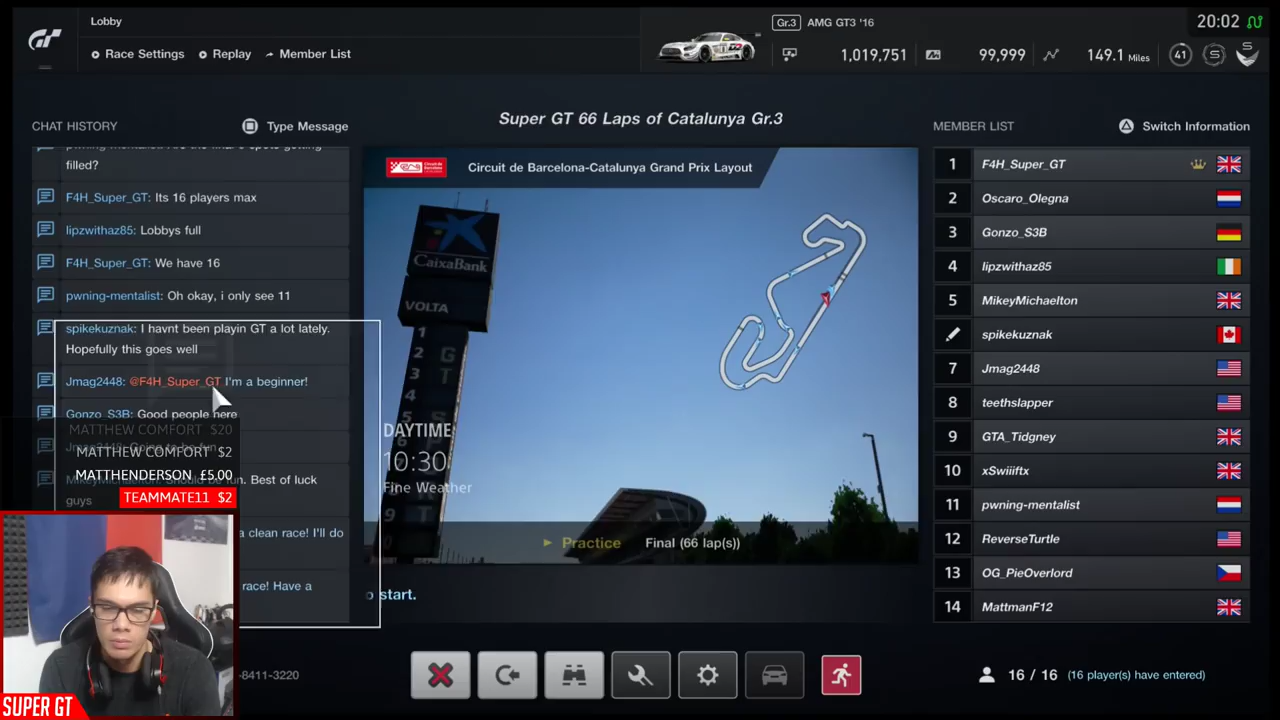 Lobby
Race Settings
Replay
Member List
Gr.3
AMG GT3 '16
1,019,751
99,999
149.1 Miles
41
S
S
20:02
Super GT 66 Laps of Catalunya Gr.3
CHAT HISTORY
Type Message
filled?
F4H_Super_GT: Its 16 players max
lipzwithaz85: Lobbys full
F4H_Super_GT: We have 16
pwning-mentalist: Oh okay, i only see 11
spikekuznak: I havnt been playin GT a lot lately.
Hopefully this goes well
Jmag2448: @F4H_Super_GT I'm a beginner!
Gonzo_S3B: Good people here
MATTHEW COMFORT $20
MATTHEW COMFORT $2
MATTHENDERSON £5.00
TEAMMATE11 $2
fun. Best of luck
guys
a clean race! I'll do
race! Have a
SUPER GT
-8411-3220
Circuit de Barcelona-Catalunya Grand Prix Layout
CaixaBank
VOLTA
1
2
3
4
5
6
9
G
T
S
P
R
T
DAYTIME
10:30
Fine Weather
Practice
Final (66 lap(s))
o start.
MEMBER LIST
Switch Information
1 F4H_Super_GT
2 Oscaro_Olegna
3 Gonzo_S3B
4 lipzwithaz85
5 MikeyMichaelton
spikekuznak
7 Jmag2448
8 teethslapper
9 GTA_Tidgney
10 xSwiiiftx
11 pwning-mentalist
12 ReverseTurtle
13 OG_PieOverlord
14 MattmanF12
16 / 16 (16 player(s) have entered)